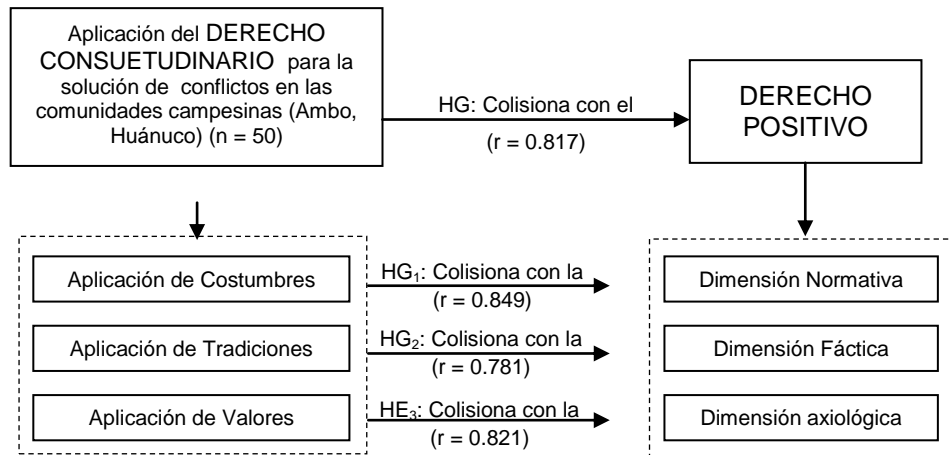 Aplicación del DERECHO
CONSUETUDINARIO para la
solución de conflictos en las
comunidades campesinas (Ambo,
Huánuco) (n = 50)
HG: Colisiona con el
(r = 0.817)
DERECHO
POSITIVO
Aplicación de Costumbres
HG₁: Colisiona con la
(r = 0.849)
Dimensión Normativa
Aplicación de Tradiciones
HG₂: Colisiona con la
(r = 0.781)
Dimensión Fáctica
Aplicación de Valores
HE₃: Colisiona con la
(r = 0.821)
Dimensión axiológica